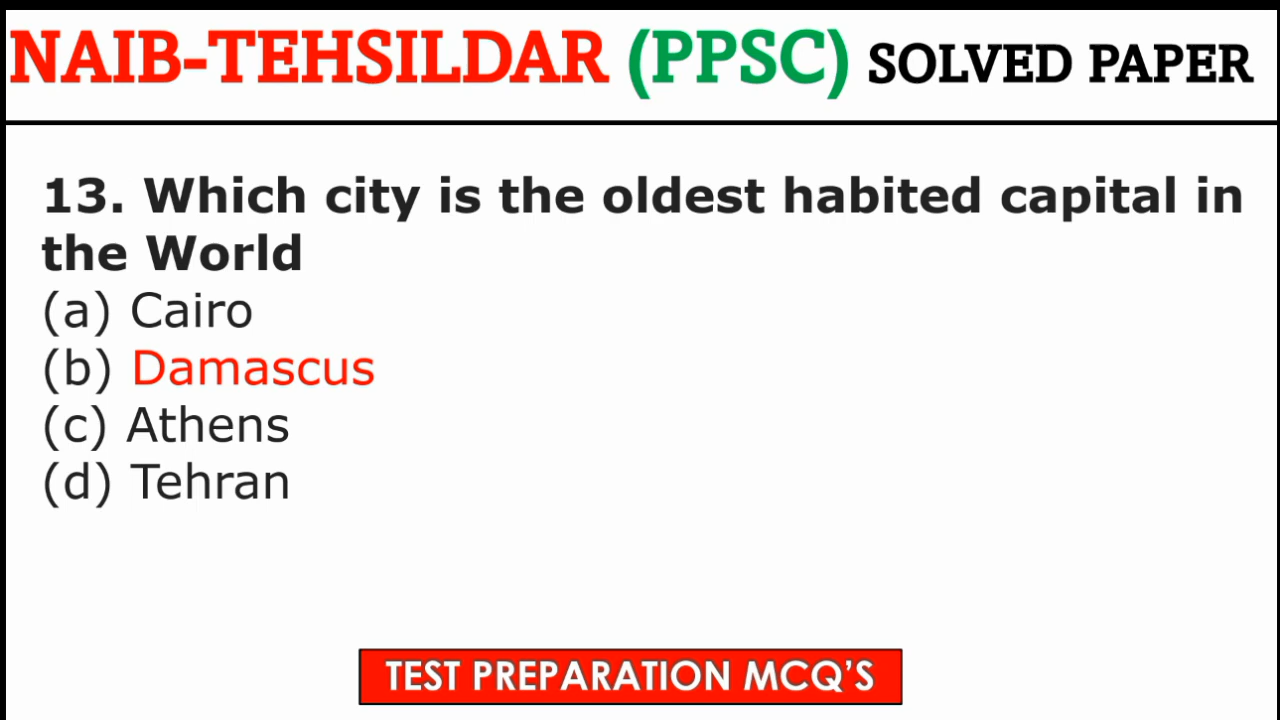 NAIB-TEHSILDAR (PPSC) SOLVED PAPER
13. Which city is the oldest habited capital in
the World
(a) Cairo
(b) Damascus
(c) Athens
(d) Tehran
TEST PREPARATION MCQ'S